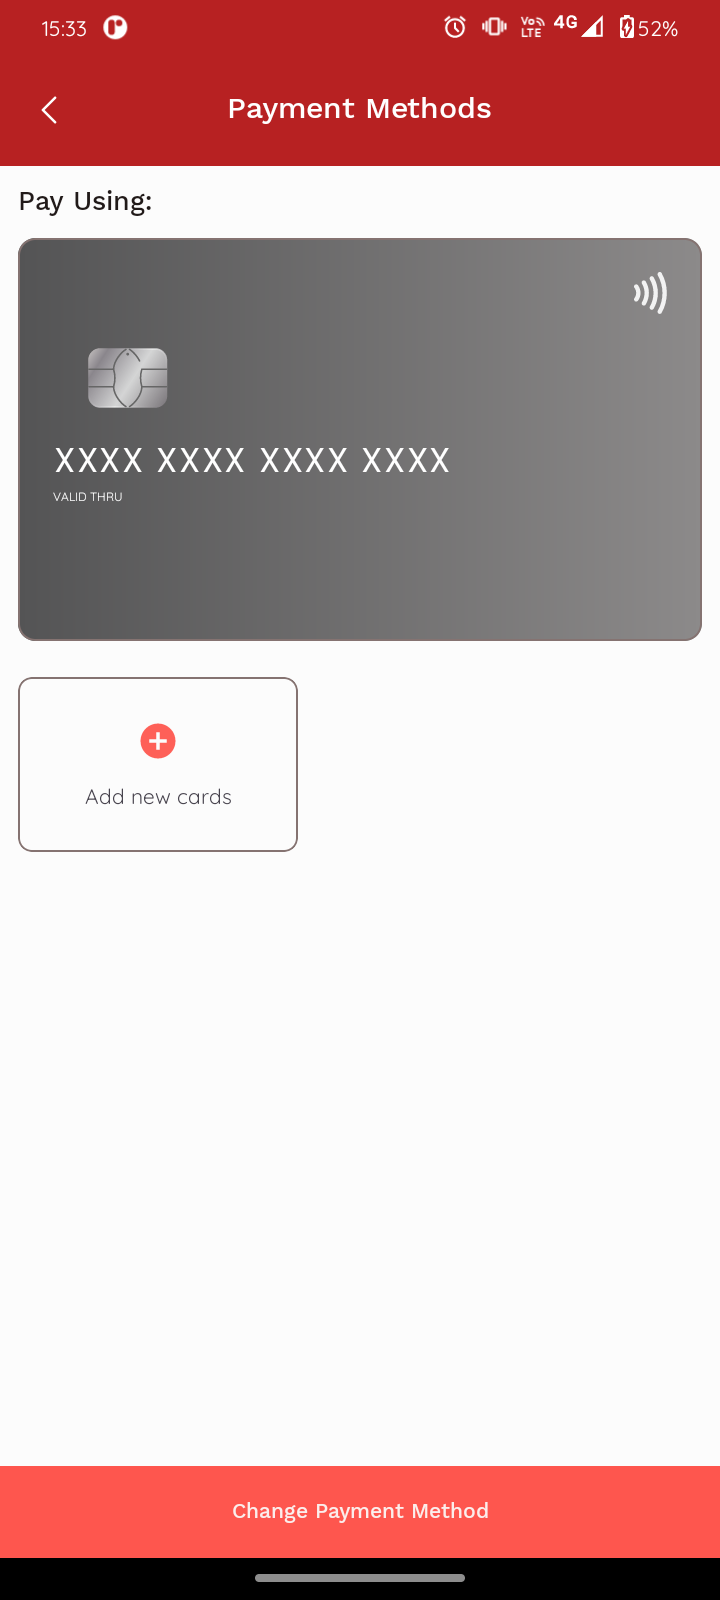 15:33 Vo LTE 4G 52%
Payment Methods
Pay Using:
XXXX XXXX XXXX XXXX
VALID THRU
Add new cards
Change Payment Method